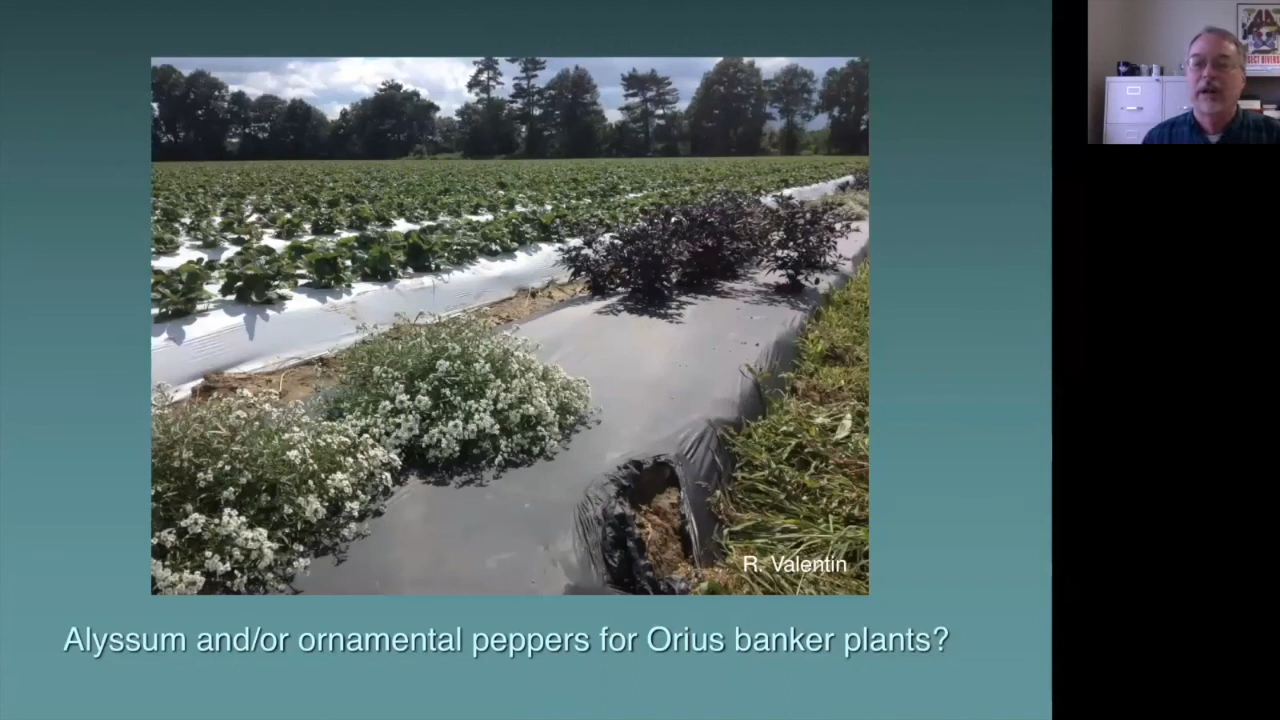 R. Valentin
Alyssum and/or ornamental peppers for Orius banker plants?